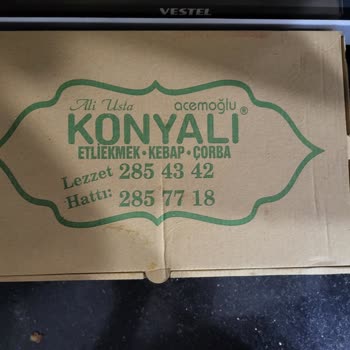 VESTEL
Ali Usta acemoğlu
KONYALI®
ETLİEKMEK • KEBAP • ÇORBA
Lezzet 285 43 42
Hattı: 285 77 18